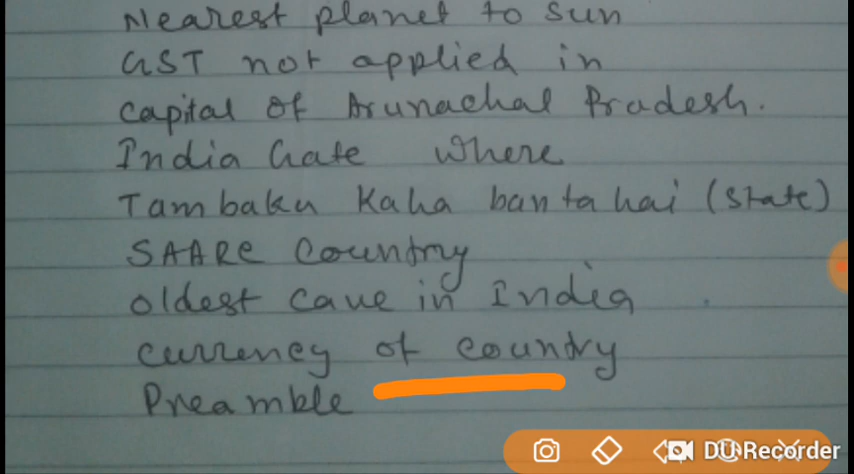 Nearest planet to Sun
GST not applied in
Capital of Arunachal Pradesh.
India Gate where
Tambaku Kaha banta hai (State)
SAARC Country
Oldest cave in India
Currency of country
Preamble
DU Recorder